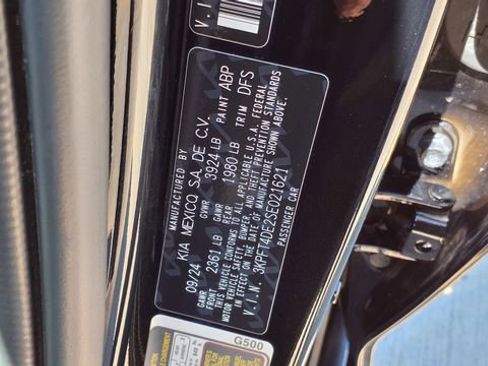 MANUFACTURED BY
KIA MEXICO, S.A. DE C.V.
09/24 GVWR 3924 LB PAINT ABP
GAWR FRONT 2361 LB GAWR REAR 1980 LB TRIM DFS
THIS VEHICLE CONFORMS TO ALL APPLICABLE U.S.A. FEDERAL
MOTOR VEHICLE SAFETY, BUMPER, AND THEFT PREVENTION STANDARDS
IN EFFECT ON THE DATE OF MANUFACTURE SHOWN ABOVE.
V.I.N. 3KPFT4DE2SE021621
PASSENGER CAR
V.I
G500